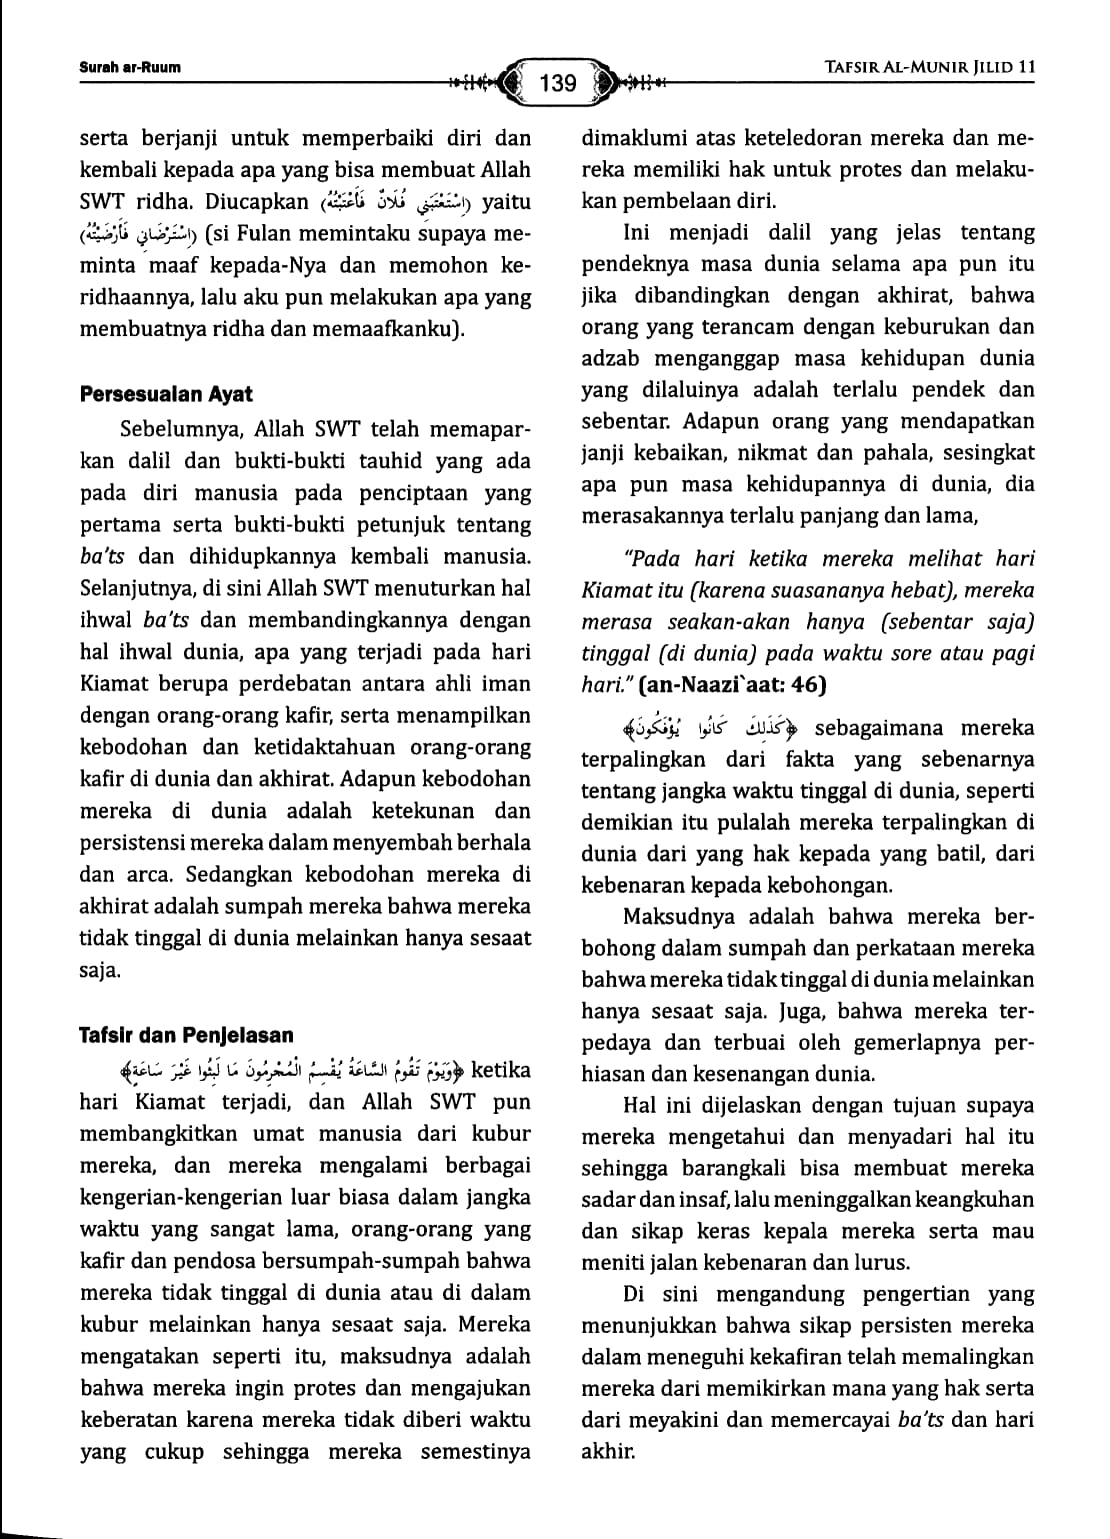 Surah ar-Ruum
139
TAFSIR AL-MUNIR JILID 11
serta berjanji untuk memperbaiki diri dan
kembali kepada apa yang bisa membuat Allah
SWT ridha. Diucapkan (اِسْتَعْتَبَنِي فُلَانٌ فَأَعْتَبْتُهُ) yaitu
(اِسْتَرْضَانِي فَأَرْضَيْتُهُ) (si Fulan memintaku supaya me-
minta maaf kepada-Nya dan memohon ke-
ridhaannya, lalu aku pun melakukan apa yang
membuatnya ridha dan memaafkanku).
Persesuaian Ayat
Sebelumnya, Allah SWT telah memapar-
kan dalil dan bukti-bukti tauhid yang ada
pada diri manusia pada penciptaan yang
pertama serta bukti-bukti petunjuk tentang
ba’ts dan dihidupkannya kembali manusia.
Selanjutnya, di sini Allah SWT menuturkan hal
ihwal ba’ts dan membandingkannya dengan
hal ihwal dunia, apa yang terjadi pada hari
Kiamat berupa perdebatan antara ahli iman
dengan orang-orang kafir, serta menampilkan
kebodohan dan ketidaktahuan orang-orang
kafir di dunia dan akhirat. Adapun kebodohan
mereka di dunia adalah ketekunan dan
persistensi mereka dalam menyembah berhala
dan arca. Sedangkan kebodohan mereka di
akhirat adalah sumpah mereka bahwa mereka
tidak tinggal di dunia melainkan hanya sesaat
saja.
Tafsir dan Penjelasan
﴿وَيَوْمَ تَقُومُ السَّاعَةُ يُقْسِمُ الْمُجْرِمُونَ مَا لَبِثُوا غَيْرَ سَاعَةٍ﴾ ketika
hari Kiamat terjadi, dan Allah SWT pun
membangkitkan umat manusia dari kubur
mereka, dan mereka mengalami berbagai
kengerian-kengerian luar biasa dalam jangka
waktu yang sangat lama, orang-orang yang
kafir dan pendosa bersumpah-sumpah bahwa
mereka tidak tinggal di dunia atau di dalam
kubur melainkan hanya sesaat saja. Mereka
mengatakan seperti itu, maksudnya adalah
bahwa mereka ingin protes dan mengajukan
keberatan karena mereka tidak diberi waktu
yang cukup sehingga mereka semestinya
dimaklumi atas keteledoran mereka dan me-
reka memiliki hak untuk protes dan melaku-
kan pembelaan diri.
Ini menjadi dalil yang jelas tentang
pendeknya masa dunia selama apa pun itu
jika dibandingkan dengan akhirat, bahwa
orang yang terancam dengan keburukan dan
adzab menganggap masa kehidupan dunia
yang dilaluinya adalah terlalu pendek dan
sebentar. Adapun orang yang mendapatkan
janji kebaikan, nikmat dan pahala, sesingkat
apa pun masa kehidupannya di dunia, dia
merasakannya terlalu panjang dan lama,
“Pada hari ketika mereka melihat hari
Kiamat itu (karena suasananya hebat), mereka
merasa seakan-akan hanya (sebentar saja)
tinggal (di dunia) pada waktu sore atau pagi
hari.” (an-Naazi`aat: 46)
﴿كَذَٰلِكَ كَانُوا يُؤْفَكُونَ﴾ sebagaimana mereka
terpalingkan dari fakta yang sebenarnya
tentang jangka waktu tinggal di dunia, seperti
demikian itu pulalah mereka terpalingkan di
dunia dari yang hak kepada yang batil, dari
kebenaran kepada kebohongan.
Maksudnya adalah bahwa mereka ber-
bohong dalam sumpah dan perkataan mereka
bahwa mereka tidak tinggal di dunia melainkan
hanya sesaat saja. Juga, bahwa mereka ter-
pedaya dan terbuai oleh gemerlapnya per-
hiasan dan kesenangan dunia.
Hal ini dijelaskan dengan tujuan supaya
mereka mengetahui dan menyadari hal itu
sehingga barangkali bisa membuat mereka
sadar dan insaf, lalu meninggalkan keangkuhan
dan sikap keras kepala mereka serta mau
meniti jalan kebenaran dan lurus.
Di sini mengandung pengertian yang
menunjukkan bahwa sikap persisten mereka
dalam meneguhi kekafiran telah memalingkan
mereka dari memikirkan mana yang hak serta
dari meyakini dan memercayai ba’ts dan hari
akhir.